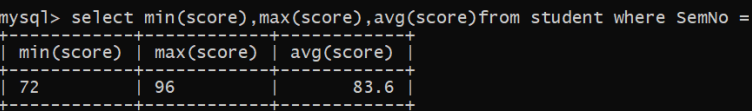 mysql> select min(score),max(score),avg(score)from student where SemNo =
+------------+------------+------------+
| min(score) | max(score) | avg(score) |
+------------+------------+------------+
| 72         | 96         |       83.6 |
+------------+------------+------------+